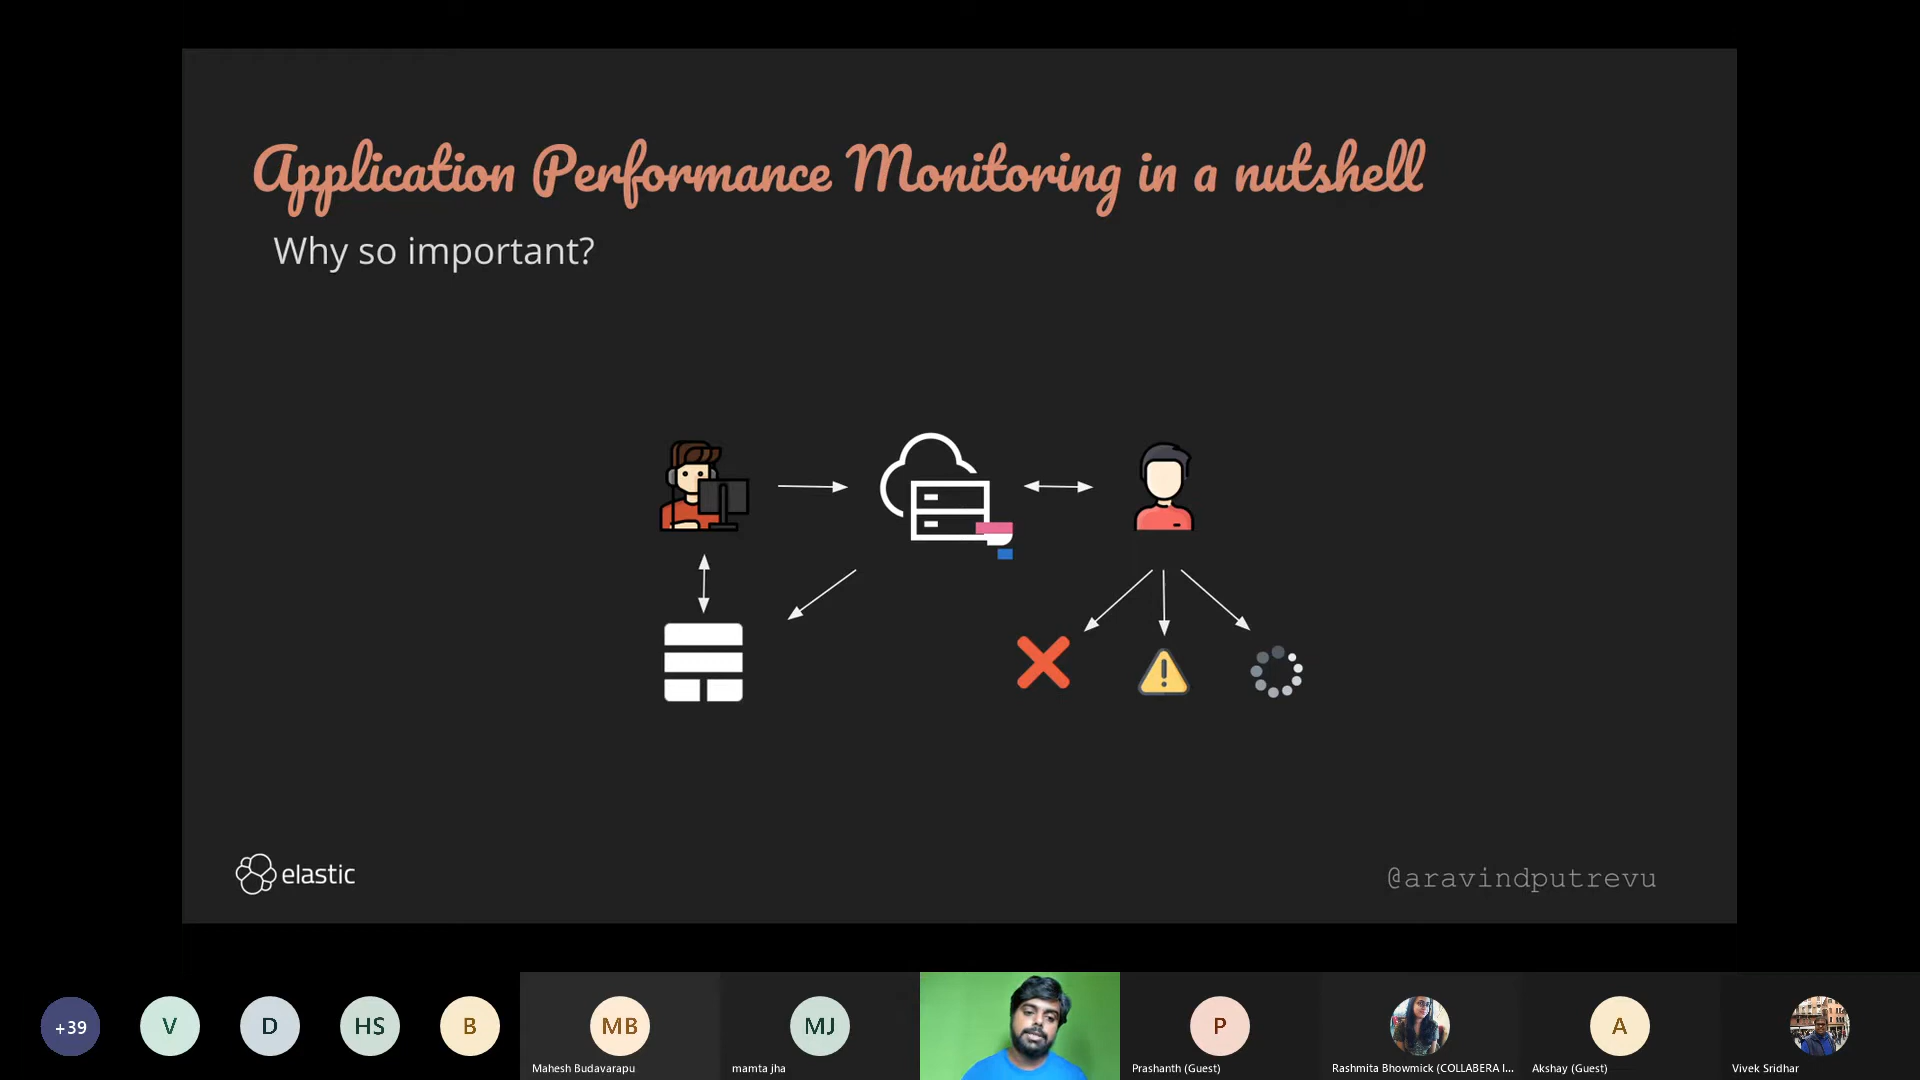 Application Performance Monitoring in a nutshell
Why so important?
elastic
@aravindputrevu
+39
V
D
HS
B
MB
Mahesh Budavarapu
MJ
mamta jha
P
Prashanth (Guest)
Rashmita Bhowmick (COLLABERA I...
A
Akshay (Guest)
Vivek Sridhar